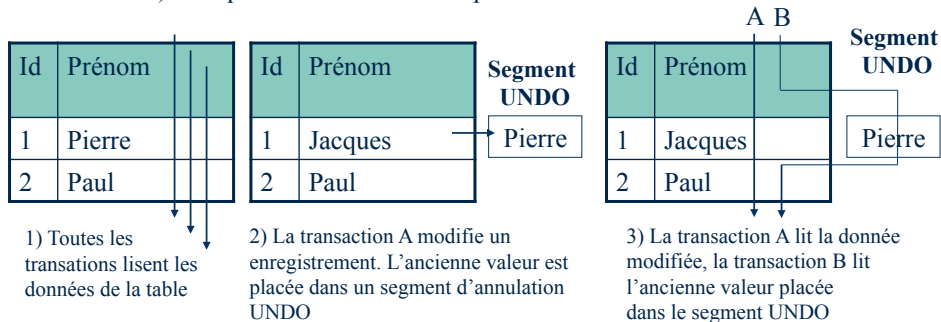 Id Prénom
1 Pierre
2 Paul
1) Toutes les
transations lisent les
données de la table
Id Prénom
1 Jacques
2 Paul
Segment
UNDO
Pierre
2) La transaction A modifie un
enregistrement. L’ancienne valeur est
placée dans un segment d’annulation
UNDO
A B
Id Prénom
1 Jacques
2 Paul
Segment
UNDO
Pierre
3) La transaction A lit la donnée
modifiée, la transaction B lit
l’ancienne valeur placée
dans le segment UNDO